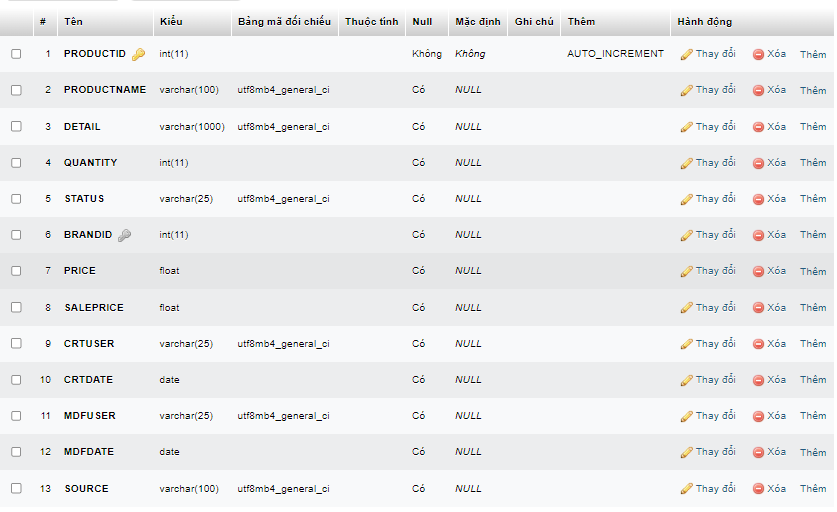 # Tên Kiểu Bảng mã đối chiếu Thuộc tính Null Mặc định Ghi chú Thêm Hành động
1 PRODUCTID int(11) Không Không AUTO_INCREMENT Thay đổi Xóa Thêm
2 PRODUCTNAME varchar(100) utf8mb4_general_ci Có NULL Thay đổi Xóa Thêm
3 DETAIL varchar(1000) utf8mb4_general_ci Có NULL Thay đổi Xóa Thêm
4 QUANTITY int(11) Có NULL Thay đổi Xóa Thêm
5 STATUS varchar(25) utf8mb4_general_ci Có NULL Thay đổi Xóa Thêm
6 BRANDID int(11) Có NULL Thay đổi Xóa Thêm
7 PRICE float Có NULL Thay đổi Xóa Thêm
8 SALEPRICE float Có NULL Thay đổi Xóa Thêm
9 CRTUSER varchar(25) utf8mb4_general_ci Có NULL Thay đổi Xóa Thêm
10 CRTDATE date Có NULL Thay đổi Xóa Thêm
11 MDFUSER varchar(25) utf8mb4_general_ci Có NULL Thay đổi Xóa Thêm
12 MDFDATE date Có NULL Thay đổi Xóa Thêm
13 SOURCE varchar(100) utf8mb4_general_ci Có NULL Thay đổi Xóa Thêm